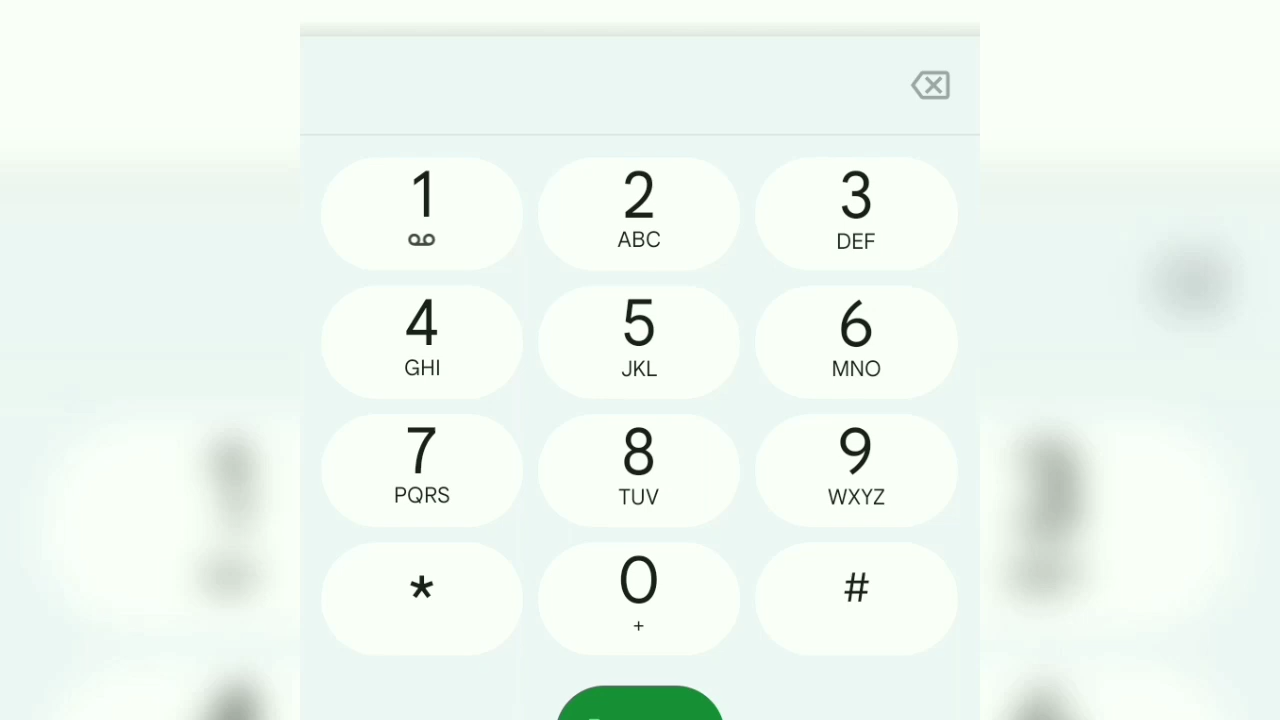 1 2 3
ABC DEF
4 5 6
GHI JKL MNO
7 8 9
PQRS TUV WXYZ
* 0 #
+